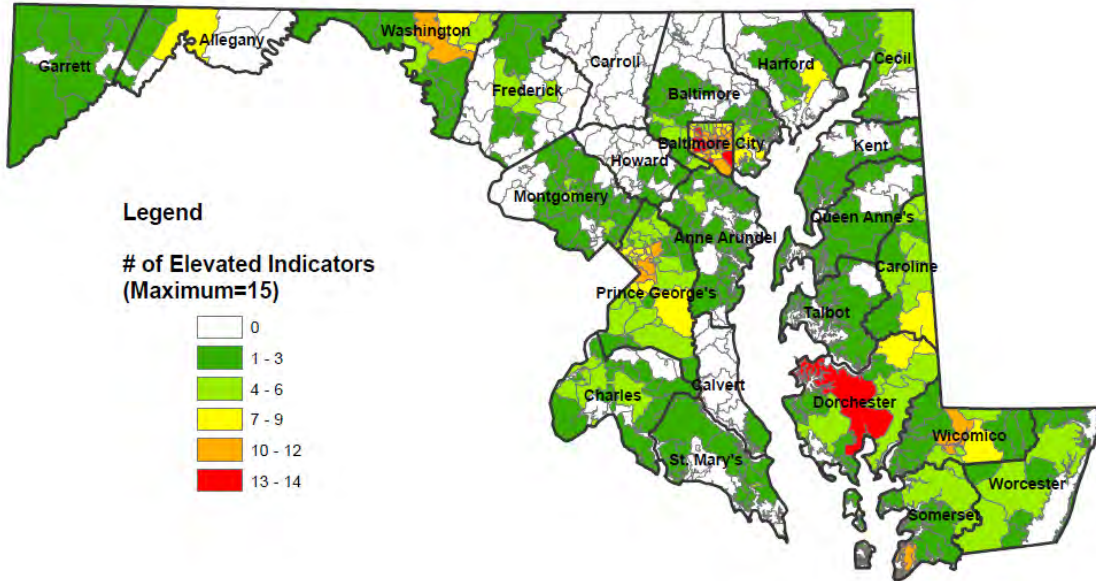 Garrett
Allegany
Washington
Frederick
Carroll
Baltimore
Harford
Cecil
Baltimore City
Howard
Kent
Montgomery
Queen Anne's
Anne Arundel
Caroline
Prince George's
Talbot
Charles
Calvert
Dorchester
St. Mary's
Wicomico
Worcester
Somerset
Legend
# of Elevated Indicators
(Maximum=15)
0
1 - 3
4 - 6
7 - 9
10 - 12
13 - 14